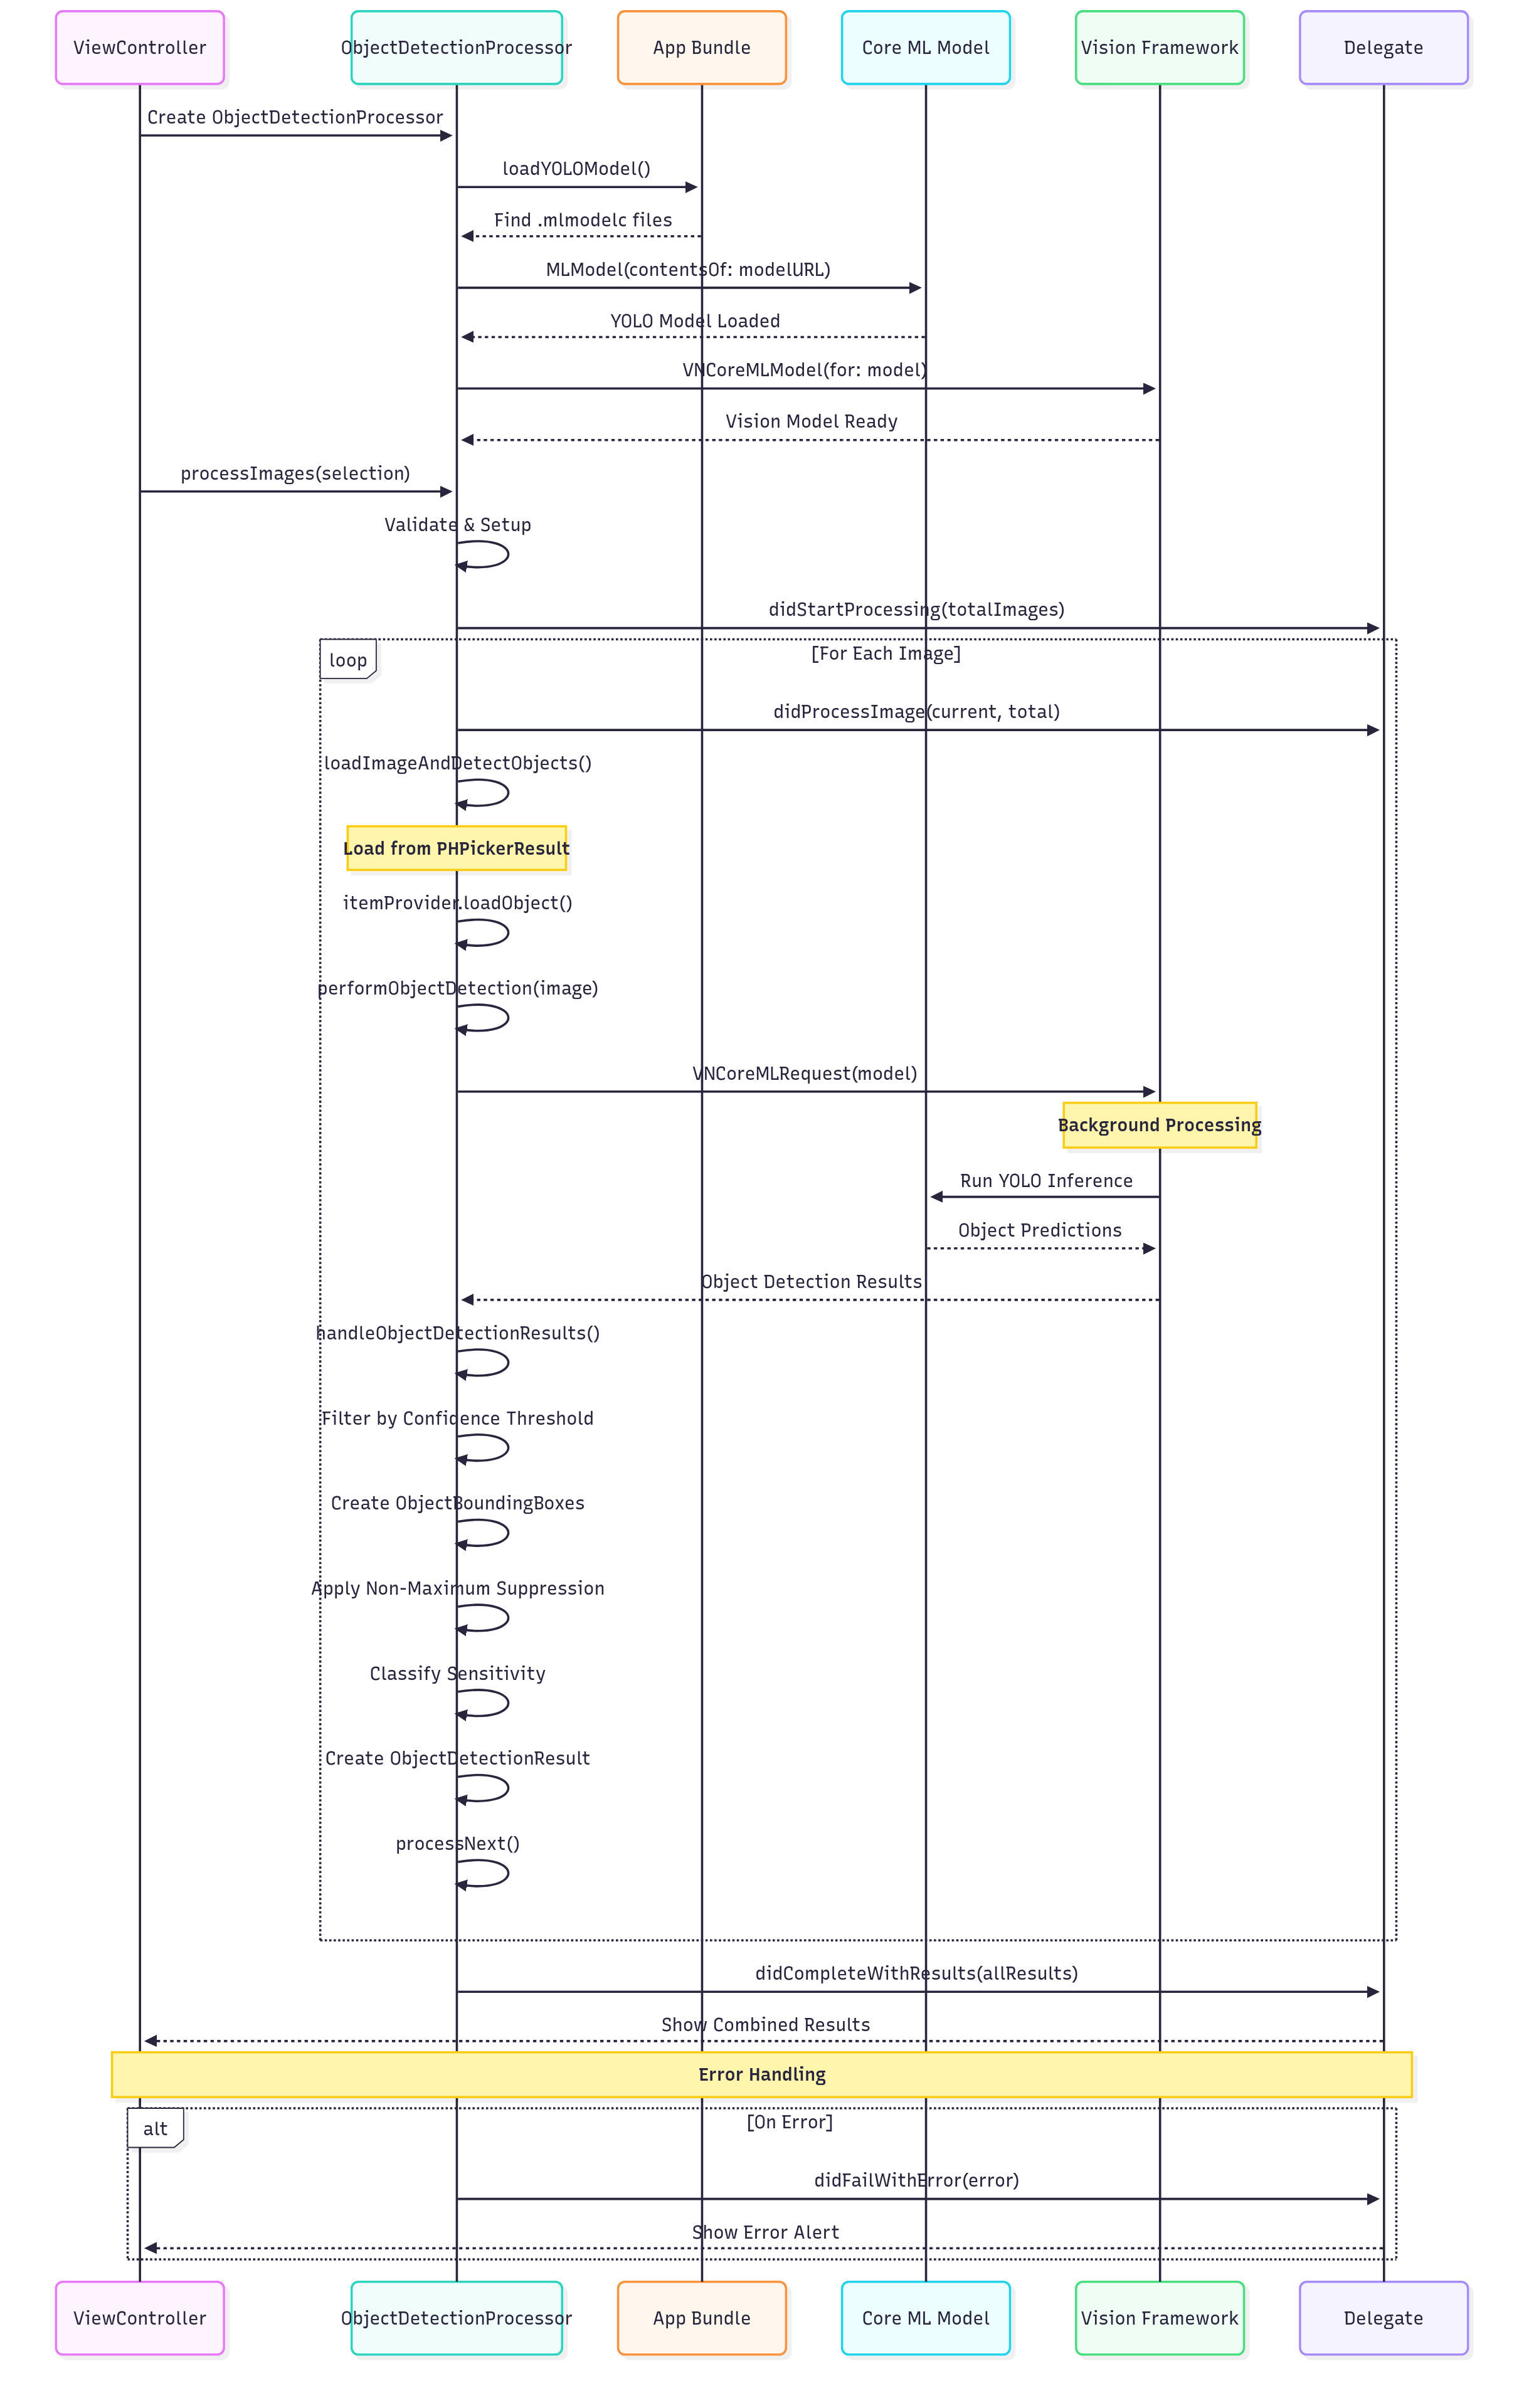 ViewController
ObjectDetectionProcessor
App Bundle
Core ML Model
Vision Framework
Delegate
Create ObjectDetectionProcessor
loadYOLOModel()
Find .mlmodelc files
MLModel(contentsOf: modelURL)
YOLO Model Loaded
VNCoreMLModel(for: model)
Vision Model Ready
processImages(selection)
Validate & Setup
didStartProcessing(totalImages)
loop
[For Each Image]
didProcessImage(current, total)
loadImageAndDetectObjects()
Load from PHPickerResult
itemProvider.loadObject()
performObjectDetection(image)
VNCoreMLRequest(model)
Background Processing
Run YOLO Inference
Object Predictions
Object Detection Results
handleObjectDetectionResults()
Filter by Confidence Threshold
Create ObjectBoundingBoxes
Apply Non-Maximum Suppression
Classify Sensitivity
Create ObjectDetectionResult
processNext()
didCompleteWithResults(allResults)
Show Combined Results
Error Handling
alt
[On Error]
didFailWithError(error)
Show Error Alert
ViewController
ObjectDetectionProcessor
App Bundle
Core ML Model
Vision Framework
Delegate